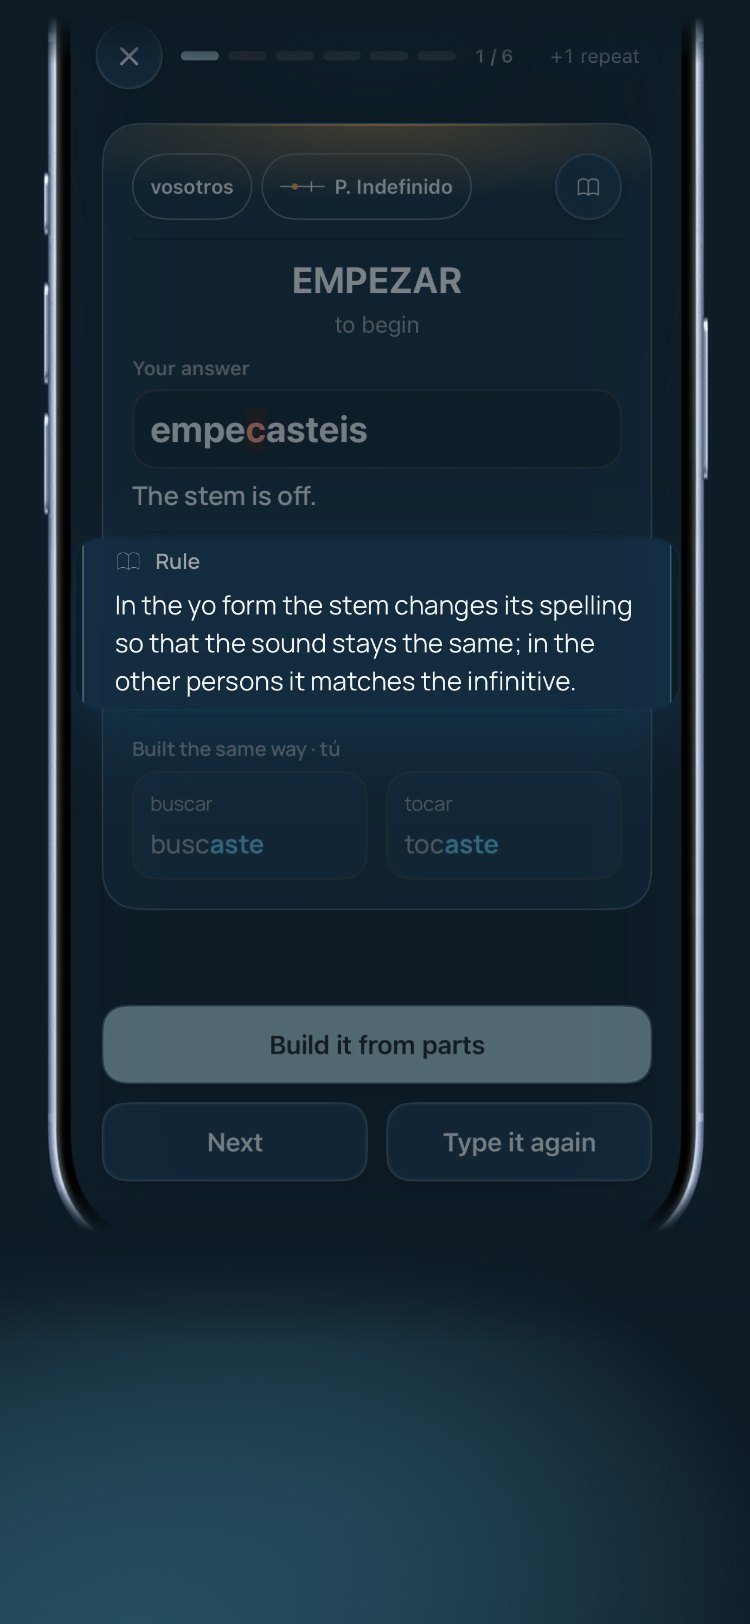 1 / 6 +1 repeat
vosotros P. Indefinido
EMPEZAR
to begin
Your answer
empecasteis
The stem is off.
Rule
In the yo form the stem changes its spelling
so that the sound stays the same; in the
other persons it matches the infinitive.
Built the same way · tú
buscar tocar
buscaste tocaste
Build it from parts
Next Type it again